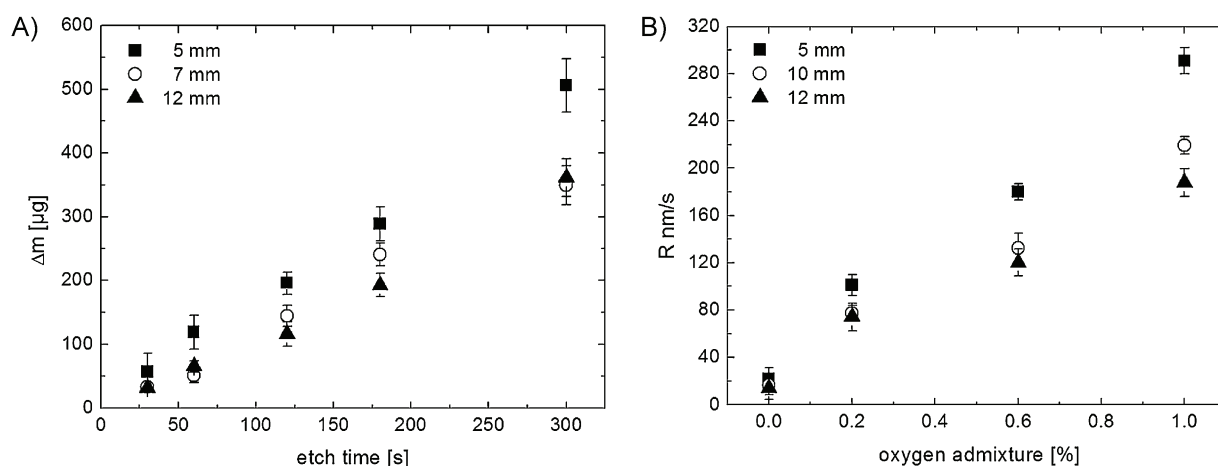 A)
600
500
400
300
200
100
0
Δm [µg]
5 mm
7 mm
12 mm
0 50 100 150 200 250 300
etch time [s]
B)
320
280
240
200
160
120
80
40
0
R nm/s
5 mm
10 mm
12 mm
0.0 0.2 0.4 0.6 0.8 1.0
oxygen admixture [%]